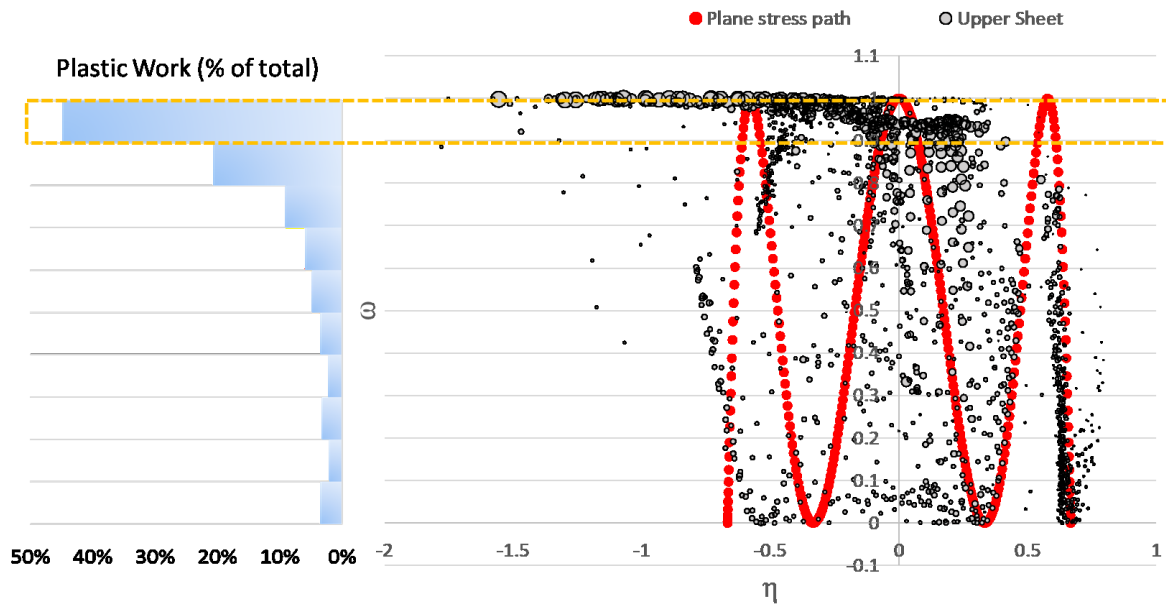 Plane stress path Upper Sheet
Plastic Work (% of total)
1.1
1
0.9
0.8
0.7
0.6
0.5
0.4
0.3
0.2
0.1
0
-0.1
ω
50% 40% 30% 20% 10% 0%
-2 -1.5 -1 -0.5 0 0.5 1
η